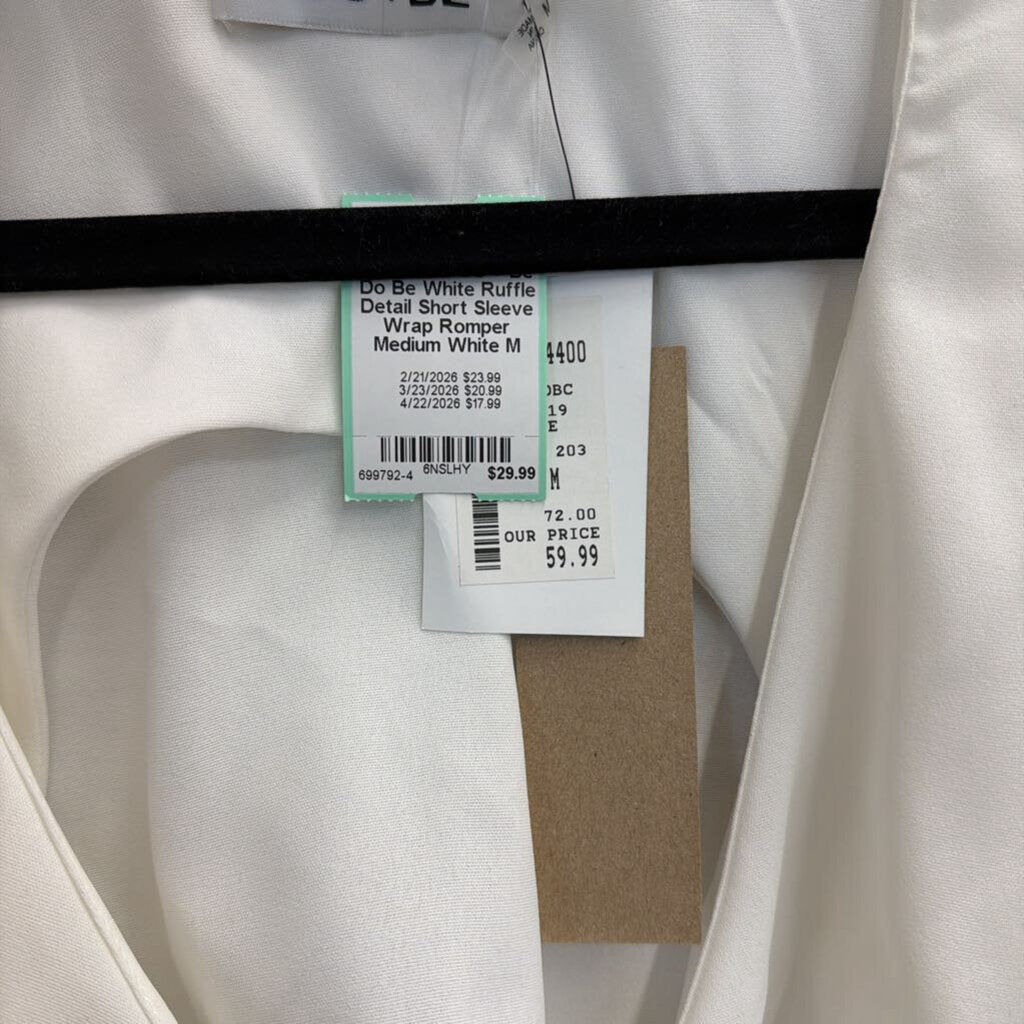 MADE
Do Be White Ruffle
Detail Short Sleeve
Wrap Romper
Medium White M
2/21/2026 $23.99
3/23/2026 $20.99
4/22/2026 $17.99
699792-4 6NSLHY $29.99
4400
19
E
203
M
72.00
OUR PRICE
59.99